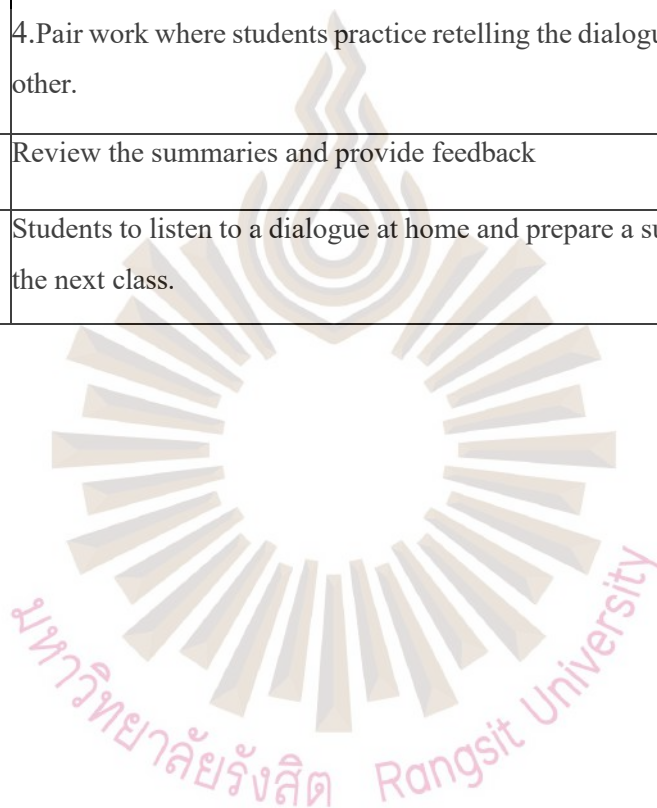 4.Pair work where students practice retelling the dialogu
other.
Review the summaries and provide feedback
Students to listen to a dialogue at home and prepare a su
the next class.
มหาวิทยาลัยรังสิต Rangsit University